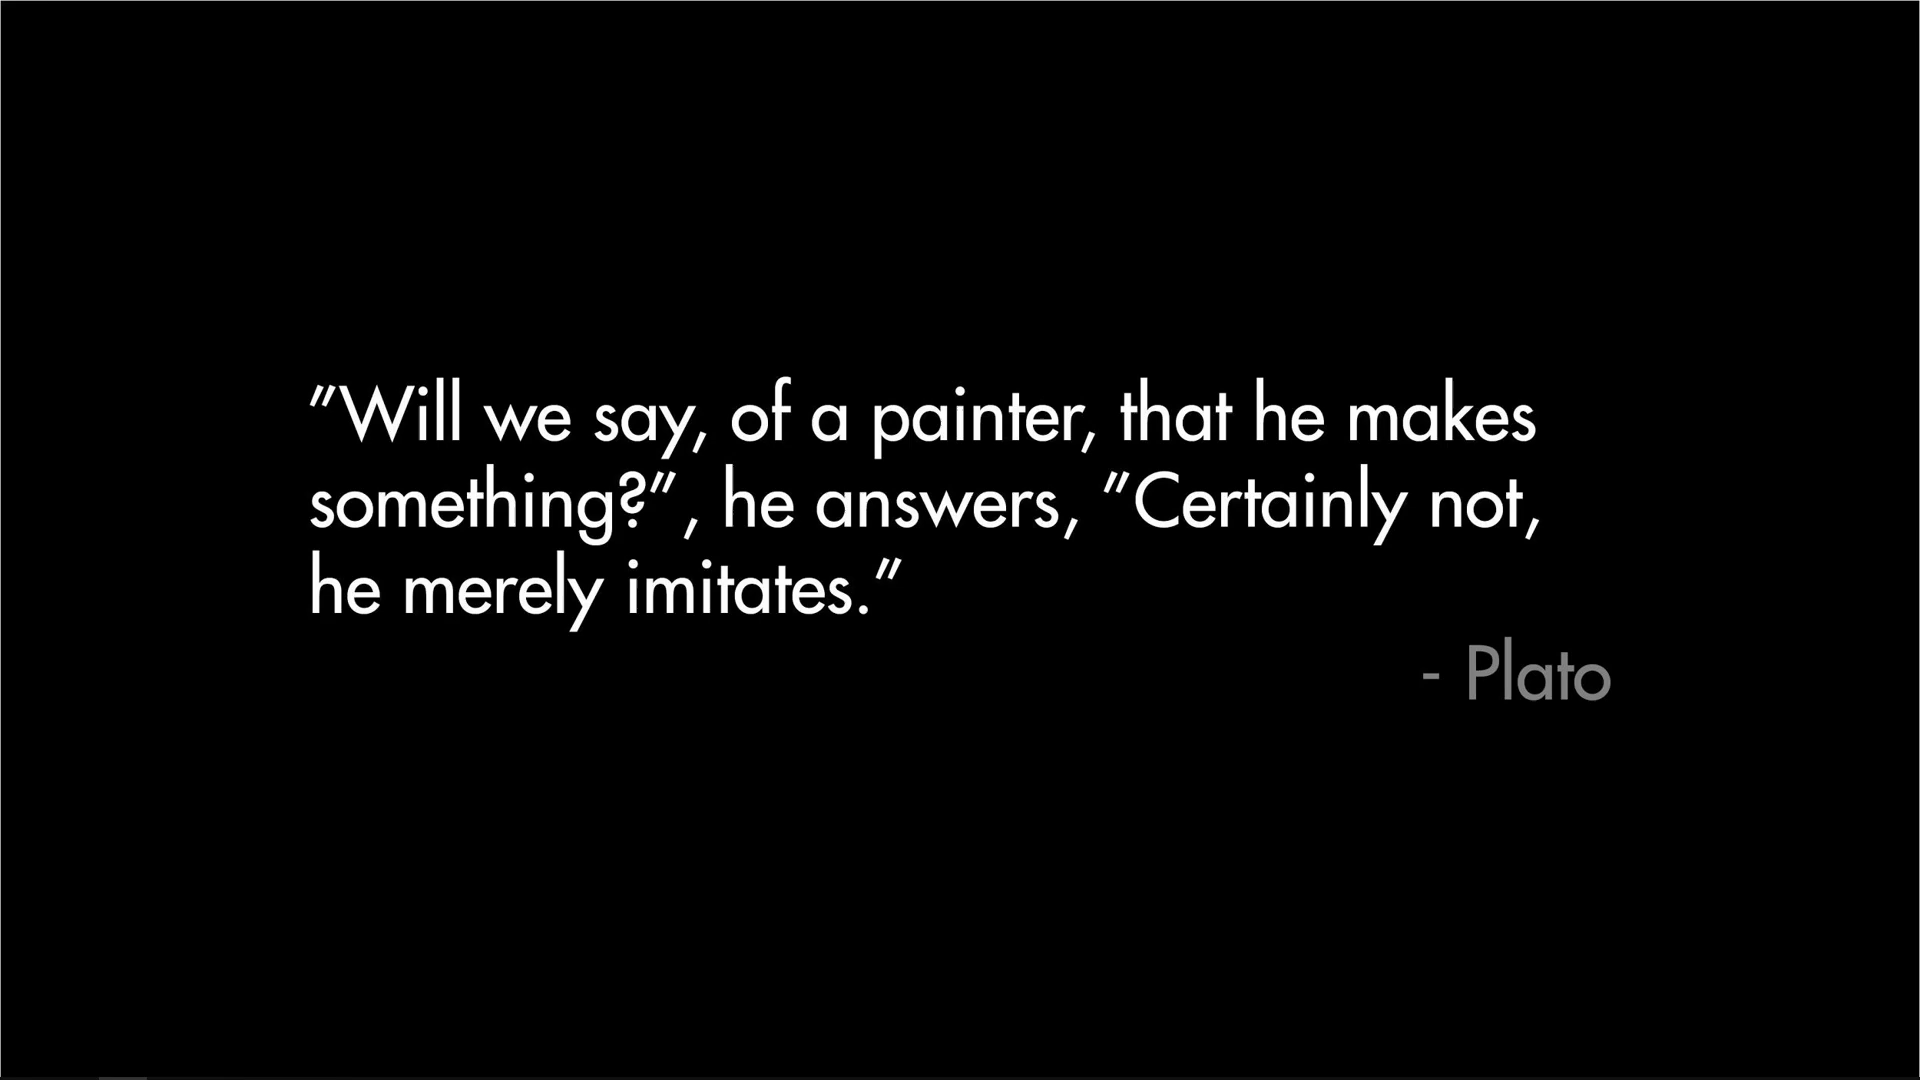 "Will we say, of a painter, that he makes
something?", he answers, "Certainly not,
he merely imitates."
- Plato